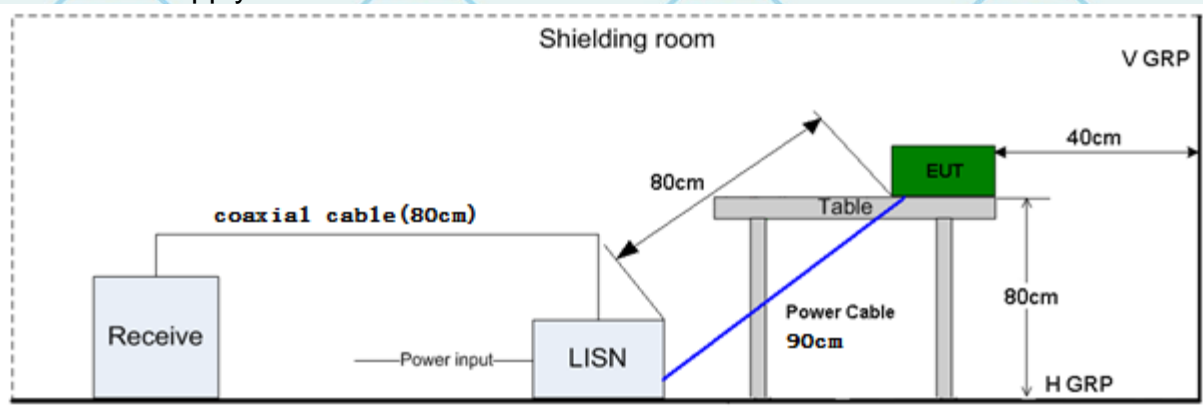 Shielding room
V GRP
40cm
EUT
80cm
Table
coaxial cable(80cm)
80cm
Power Cable
90cm
Receive
Power input
LISN
H GRP